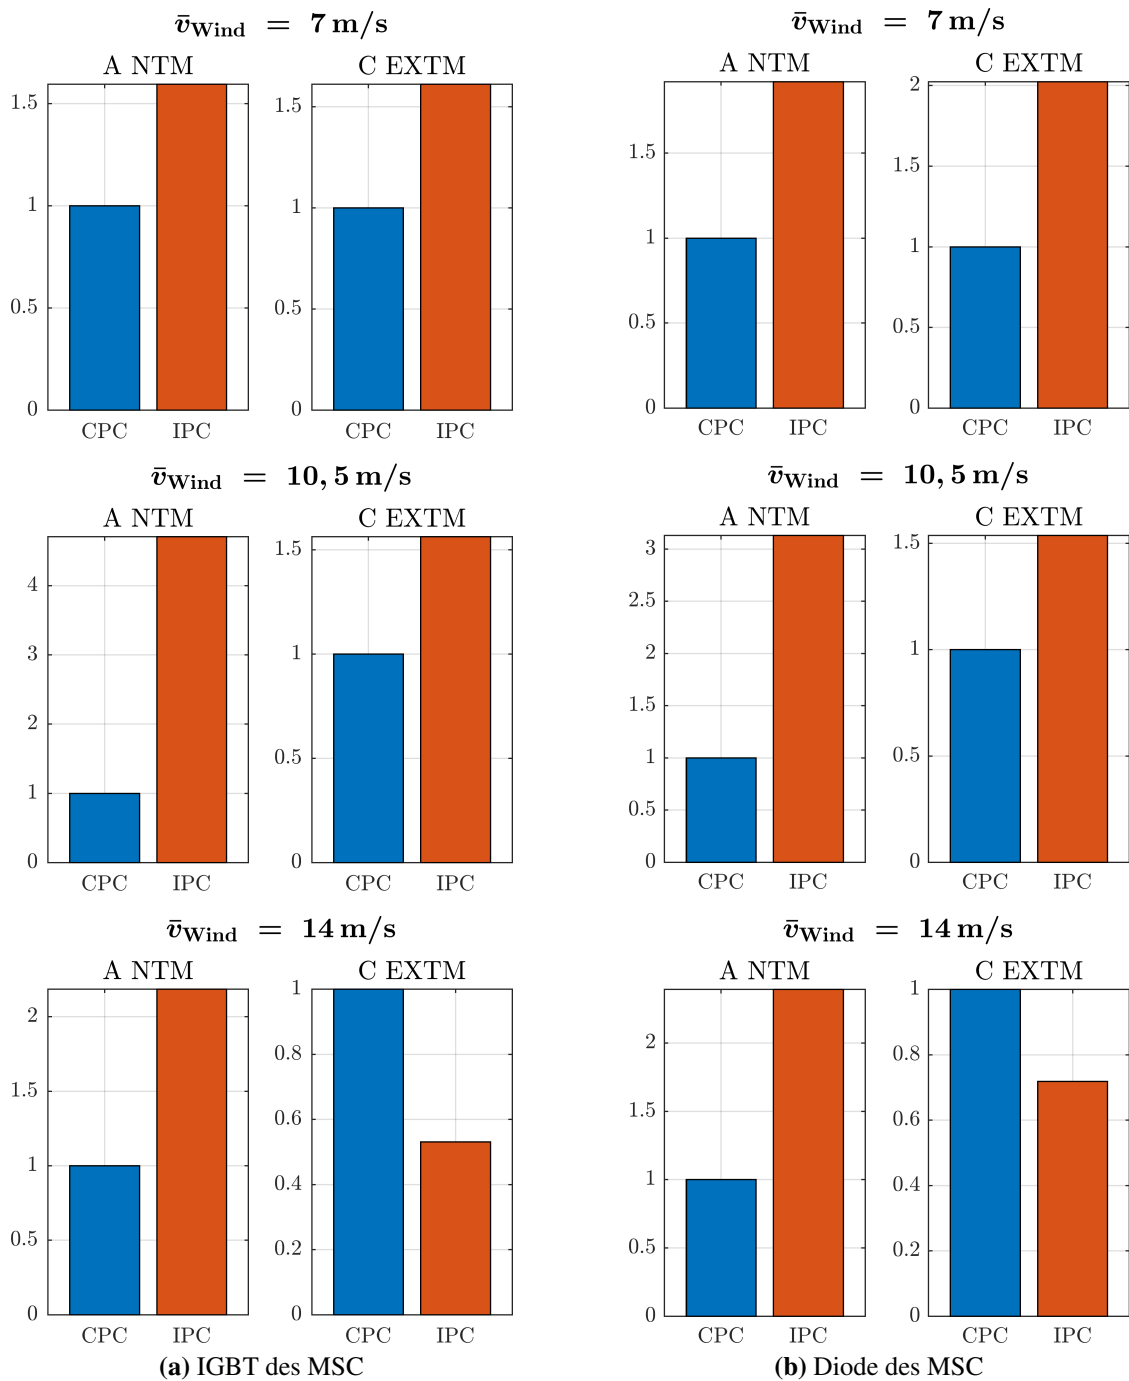 v̄Wind = 7 m/s
A NTM
C EXTM
1.5
1
0.5
0
CPC IPC
1.5
1
0.5
0
CPC IPC
v̄Wind = 10, 5 m/s
A NTM
C EXTM
4
3
2
1
0
CPC IPC
1.5
1
0.5
0
CPC IPC
v̄Wind = 14 m/s
A NTM
C EXTM
2
1.5
1
0.5
0
CPC IPC
1
0.8
0.6
0.4
0.2
0
CPC IPC
(a) IGBT des MSC
v̄Wind = 7 m/s
A NTM
C EXTM
1.5
1
0.5
0
CPC IPC
2
1.5
1
0.5
0
CPC IPC
v̄Wind = 10, 5 m/s
A NTM
C EXTM
3
2.5
2
1.5
1
0.5
0
CPC IPC
1.5
1
0.5
0
CPC IPC
v̄Wind = 14 m/s
A NTM
C EXTM
2
1.5
1
0.5
0
CPC IPC
1
0.8
0.6
0.4
0.2
0
CPC IPC
(b) Diode des MSC